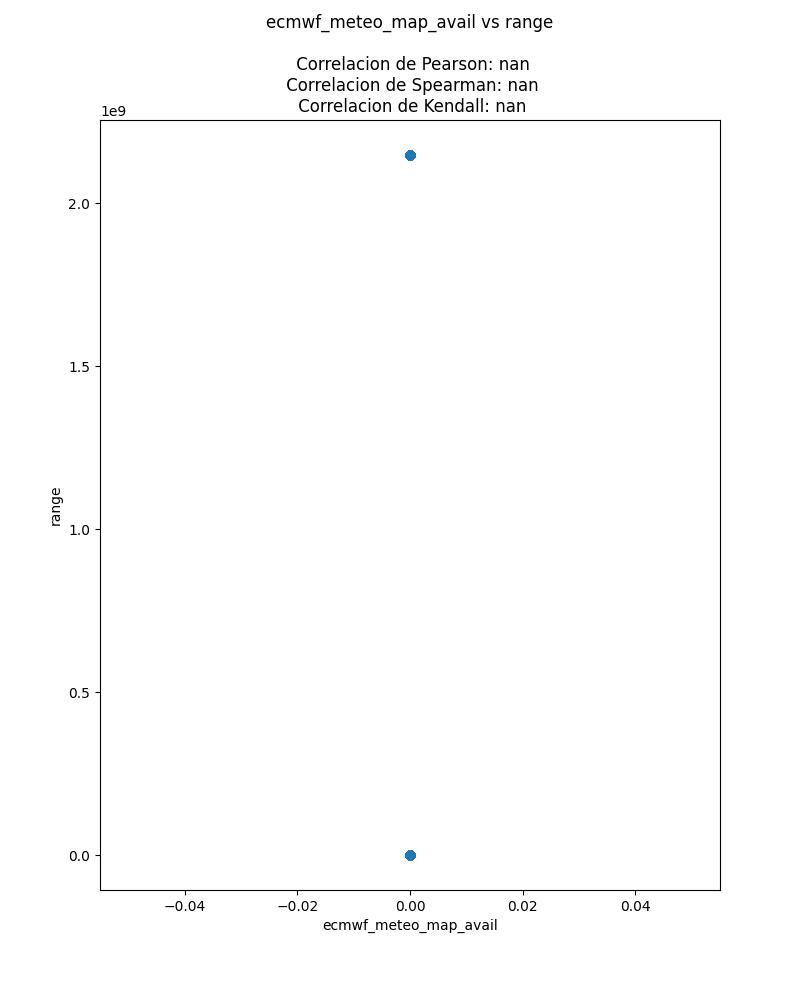 ecmwf_meteo_map_avail vs range
Correlacion de Pearson: nan
Correlacion de Spearman: nan
Correlacion de Kendall: nan
1e9
2.0
1.5
1.0
0.5
0.0
range
−0.04 −0.02 0.00 0.02 0.04
ecmwf_meteo_map_avail